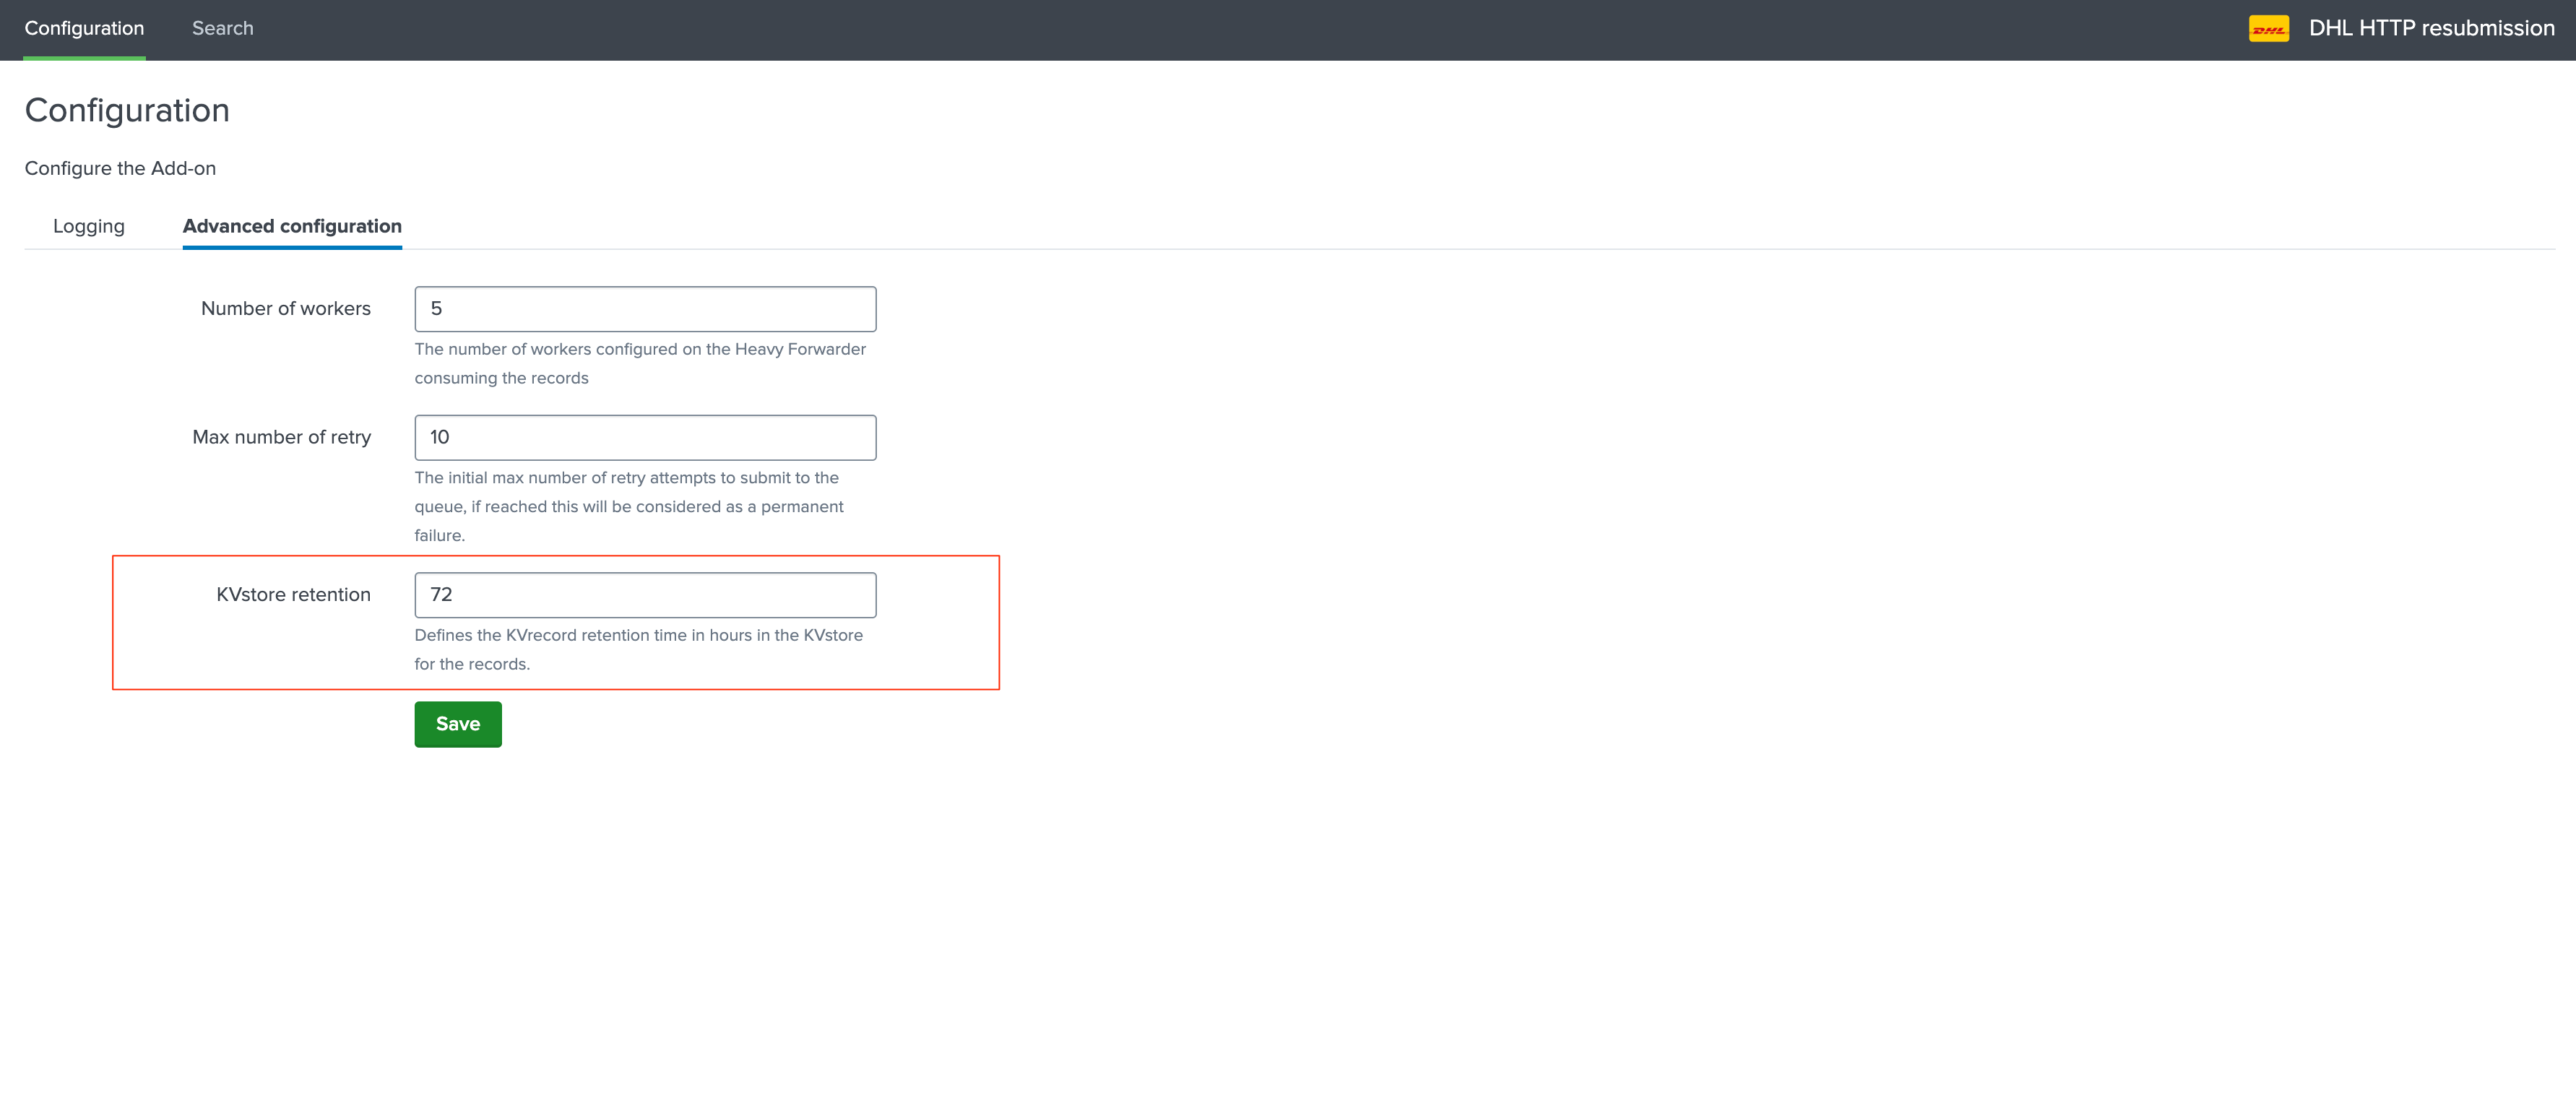 Configuration
Search
DHL
DHL HTTP resubmission
Configuration
Configure the Add-on
Logging
Advanced configuration
Number of workers
5
The number of workers configured on the Heavy Forwarder
consuming the records
Max number of retry
10
The initial max number of retry attempts to submit to the
queue, if reached this will be considered as a permanent
failure.
KVstore retention
72
Defines the KVrecord retention time in hours in the KVstore
for the records.
Save